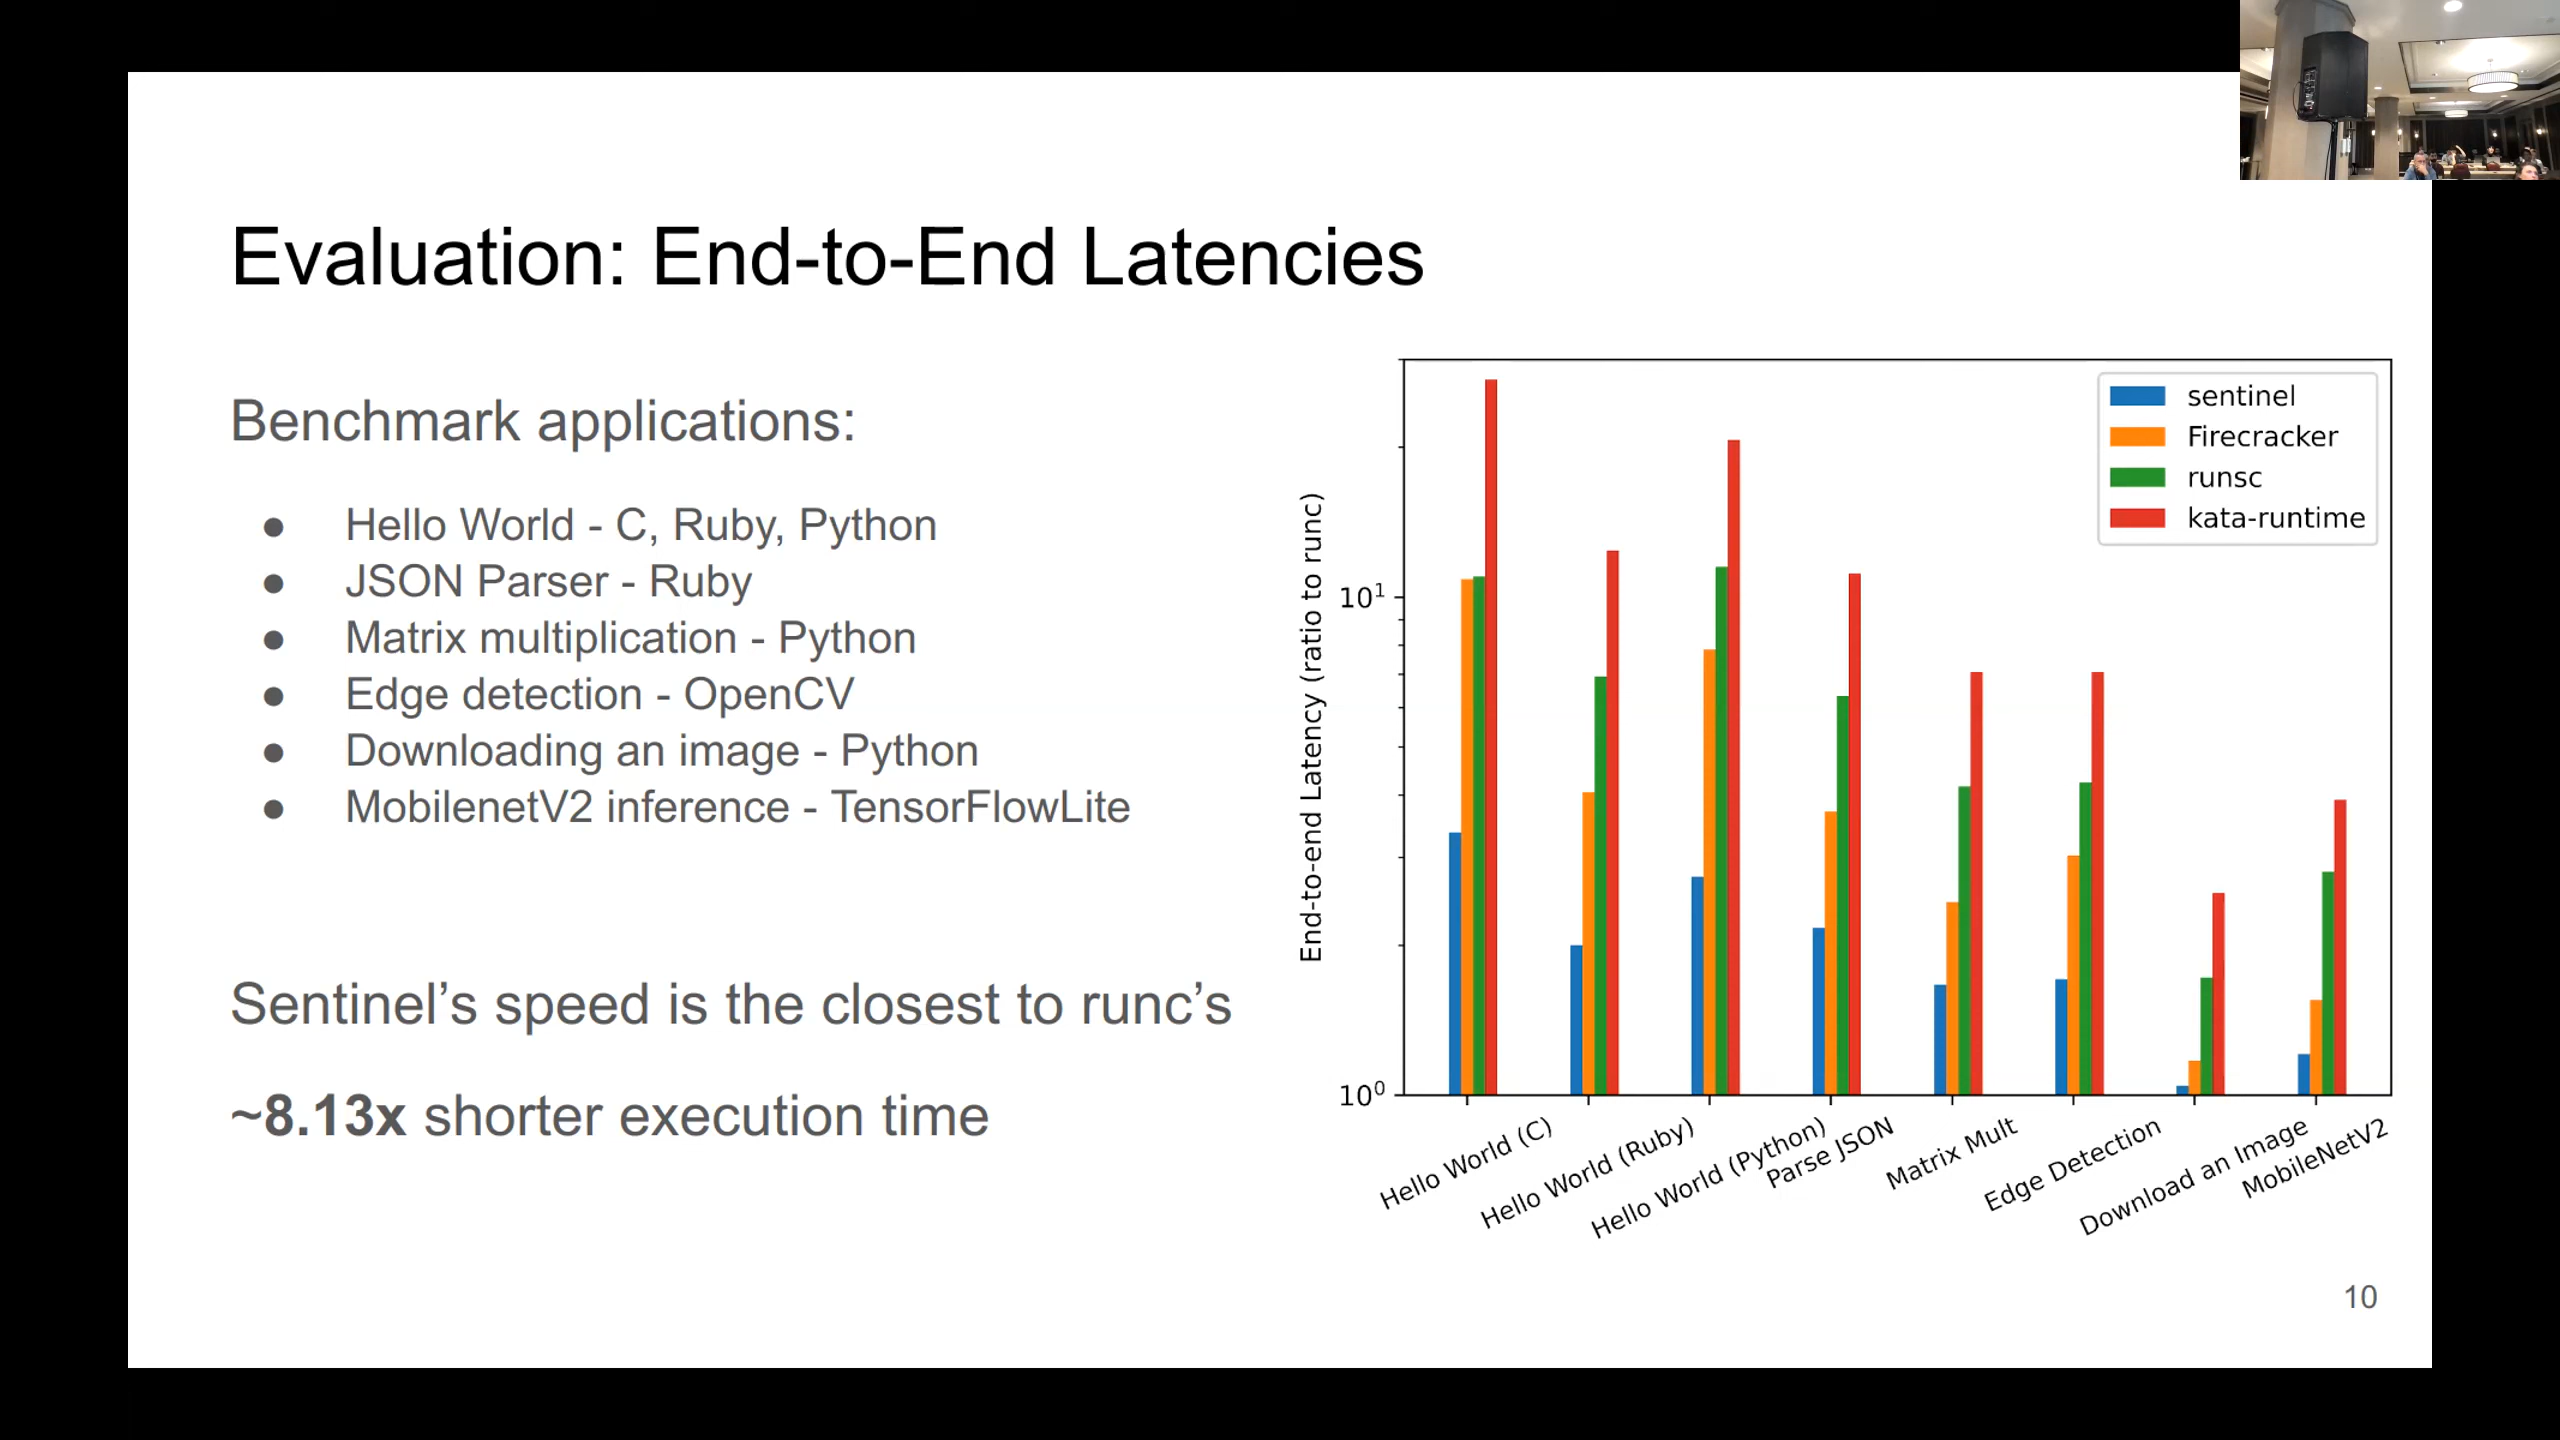 Evaluation: End-to-End Latencies
Benchmark applications:
● Hello World - C, Ruby, Python
● JSON Parser - Ruby
● Matrix multiplication - Python
● Edge detection - OpenCV
● Downloading an image - Python
● MobilenetV2 inference - TensorFlowLite
Sentinel’s speed is the closest to runc’s
~8.13x shorter execution time
End-to-end Latency (ratio to runc)
10¹
10⁰
sentinel
Firecracker
runsc
kata-runtime
Hello World (C)
Hello World (Ruby)
Hello World (Python)
Parse JSON
Matrix Mult
Edge Detection
Download an Image
MobileNetV2
10